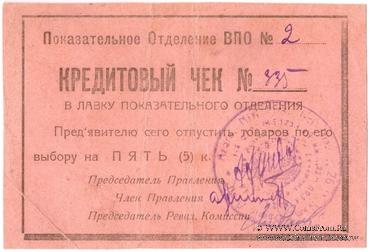 Показательное Отделение ВПО № 2
КРЕДИТОВЫЙ ЧЕК № 335
В ЛАВКУ ПОКАЗАТЕЛЬНОГО ОТДЕЛЕНИЯ
Пред'явителю сего отпустить товаров по его
выбору на ПЯТЬ (5) к.
Председатель Правления
Член Правления
Председатель Ревиз. Комиссии